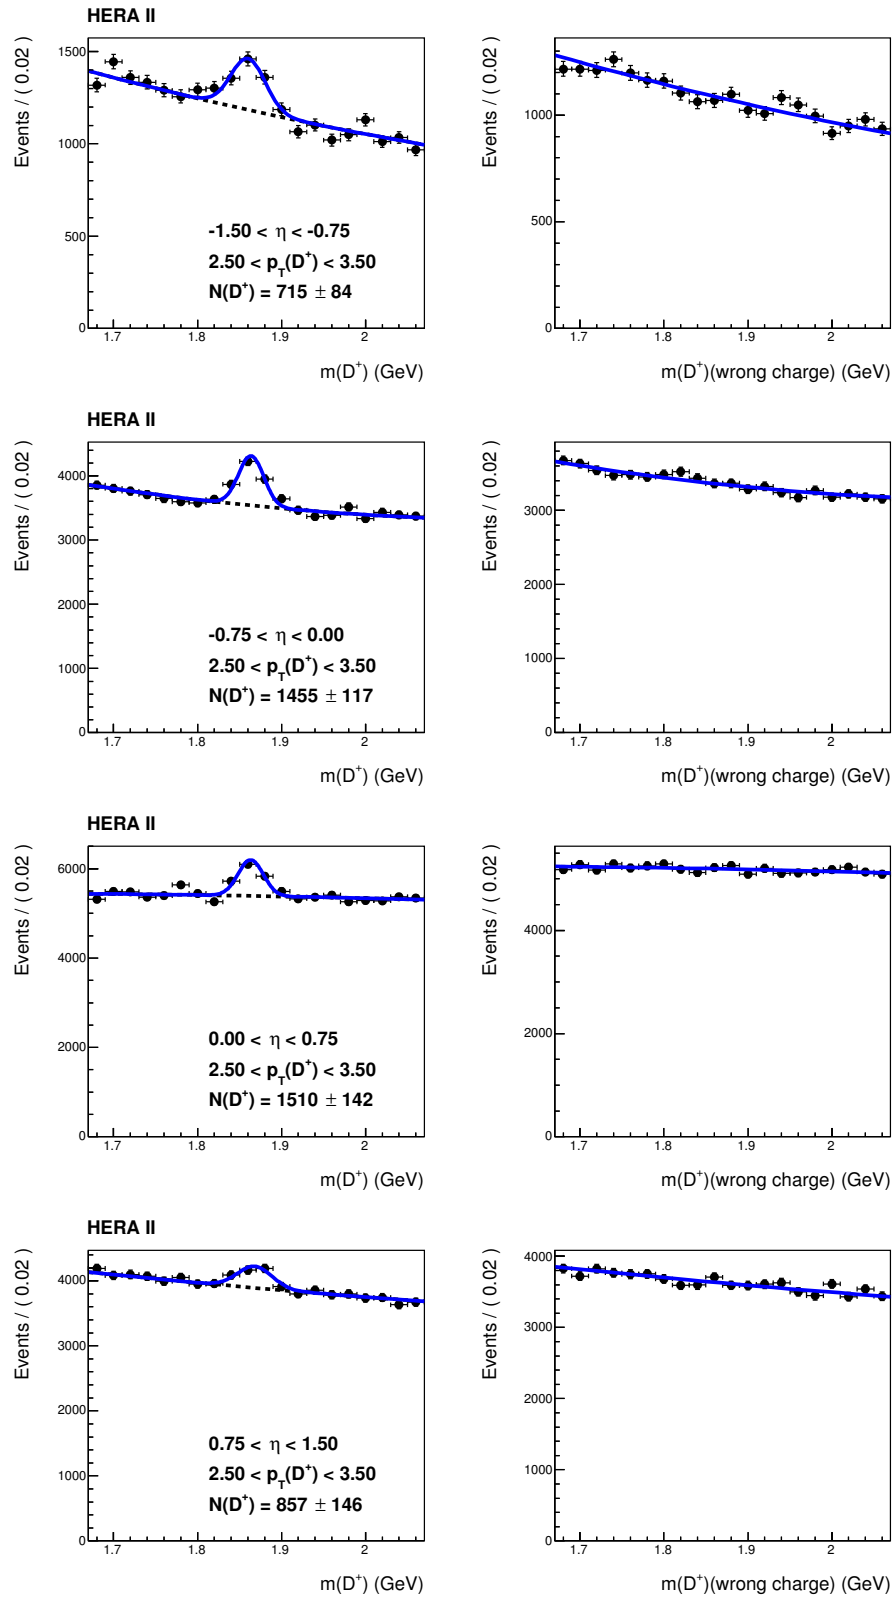 HERA II
Events / ( 0.02 )
1500
1000
500
0
-1.50 < η < -0.75
2.50 < p_T(D⁺) < 3.50
N(D⁺) = 715 ± 84
1.7 1.8 1.9 2
m(D⁺) (GeV)
Events / ( 0.02 )
1000
500
0
1.7 1.8 1.9 2
m(D⁺)(wrong charge) (GeV)
HERA II
Events / ( 0.02 )
4000
3000
2000
1000
0
-0.75 < η < 0.00
2.50 < p_T(D⁺) < 3.50
N(D⁺) = 1455 ± 117
1.7 1.8 1.9 2
m(D⁺) (GeV)
Events / ( 0.02 )
3000
2000
1000
0
1.7 1.8 1.9 2
m(D⁺)(wrong charge) (GeV)
HERA II
Events / ( 0.02 )
6000
4000
2000
0
0.00 < η < 0.75
2.50 < p_T(D⁺) < 3.50
N(D⁺) = 1510 ± 142
1.7 1.8 1.9 2
m(D⁺) (GeV)
Events / ( 0.02 )
4000
2000
0
1.7 1.8 1.9 2
m(D⁺)(wrong charge) (GeV)
HERA II
Events / ( 0.02 )
4000
3000
2000
1000
0
0.75 < η < 1.50
2.50 < p_T(D⁺) < 3.50
N(D⁺) = 857 ± 146
1.7 1.8 1.9 2
m(D⁺) (GeV)
Events / ( 0.02 )
4000
3000
2000
1000
0
1.7 1.8 1.9 2
m(D⁺)(wrong charge) (GeV)